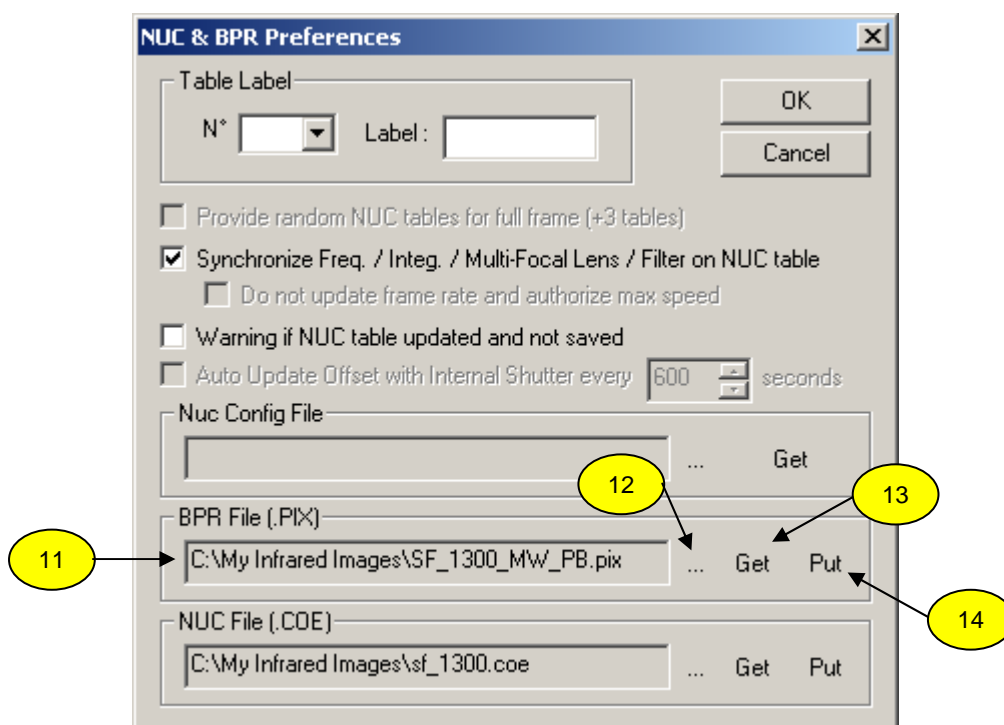 NUC & BPR Preferences
Table Label
N° Label :
OK
Cancel
Provide random NUC tables for full frame (+3 tables)
Synchronize Freq. / Integ. / Multi-Focal Lens / Filter on NUC table
Do not update frame rate and authorize max speed
Warning if NUC table updated and not saved
Auto Update Offset with Internal Shutter every 600 seconds
Nuc Config File
... Get
12
13
BPR File (.PIX)
11
C:\My Infrared Images\SF_1300_MW_PB.pix ... Get Put
14
NUC File (.COE)
C:\My Infrared Images\sf_1300.coe ... Get Put